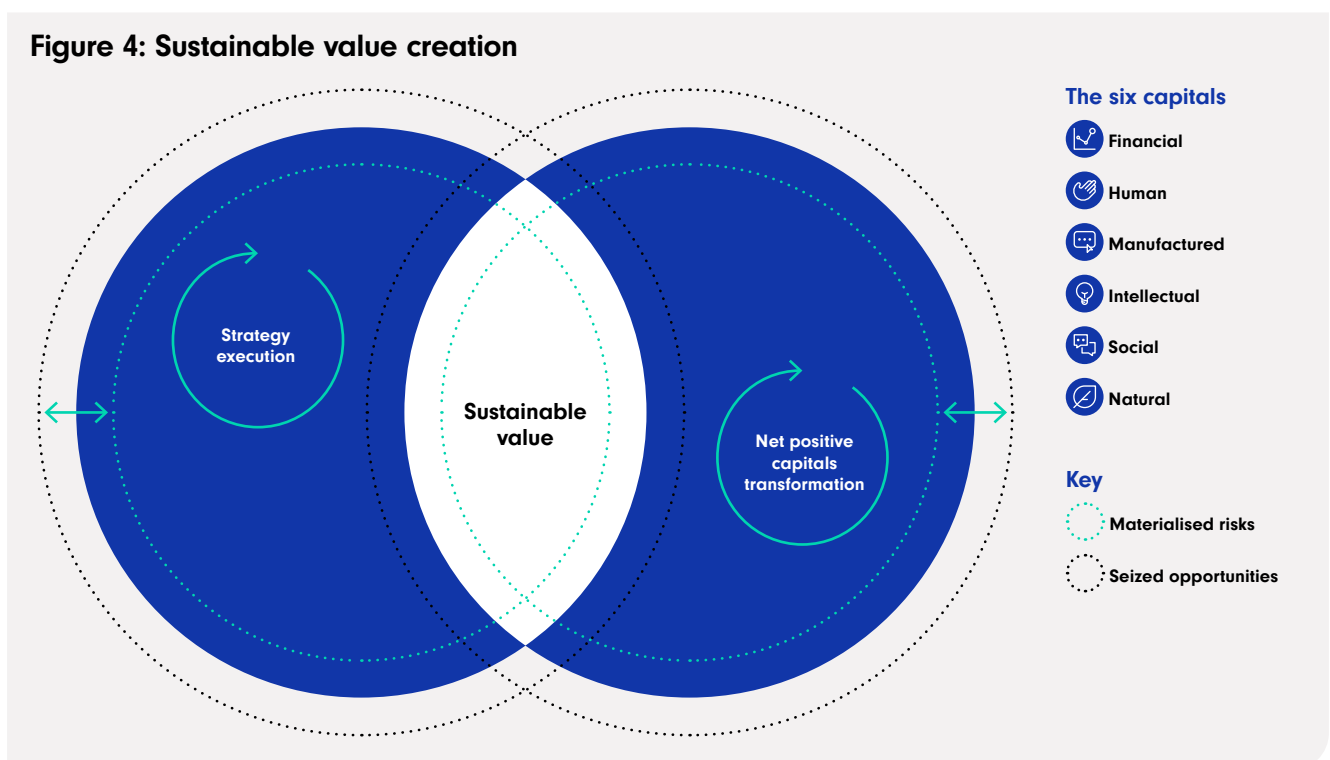 Figure 4: Sustainable value creation
Strategy
execution
Sustainable
value
Net positive
capitals
transformation
The six capitals
Financial
Human
Manufactured
Intellectual
Social
Natural
Key
Materialised risks
Seized opportunities